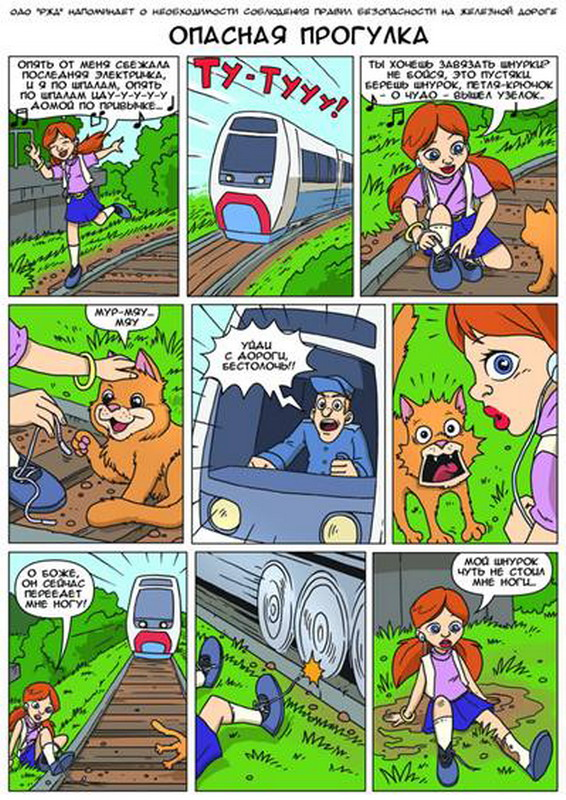 ОАО "РЖД" НАПОМИНАЕТ О НЕОБХОДИМОСТИ СОБЛЮДЕНИЯ ПРАВИЛ БЕЗОПАСНОСТИ НА ЖЕЛЕЗНОЙ ДОРОГЕ
ОПАСНАЯ ПРОГУЛКА
ОПЯТЬ ОТ МЕНЯ СБЕЖАЛА
ПОСЛЕДНЯЯ ЭЛЕКТРИЧКА,
И Я ПО ШПАЛАМ, ОПЯТЬ
ПО ШПАЛАМ ИДУ-У-У-У-У
ДОМОЙ ПО ПРИВЫЧКЕ...
ТУ-ТУУУ!
ТЫ ХОЧЕШЬ ЗАВЯЗАТЬ ШНУРКИ?
НЕ БОЙСЯ, ЭТО ПУСТЯКИ.
БЕРЕШЬ ШНУРОК, ПЕТЛЯ-КРЮЧОК
- О ЧУДО - ВЫШЕЛ УЗЕЛОК..
МУР-МЯУ...
МЯУ
УЙДИ
С ДОРОГИ,
БЕСТОЛОЧЬ!!
О БОЖЕ,
ОН СЕЙЧАС
ПЕРЕЕДЕТ
МНЕ НОГУ!
МОЙ ШНУРОК
ЧУТЬ НЕ СТОИЛ
МНЕ НОГИ...